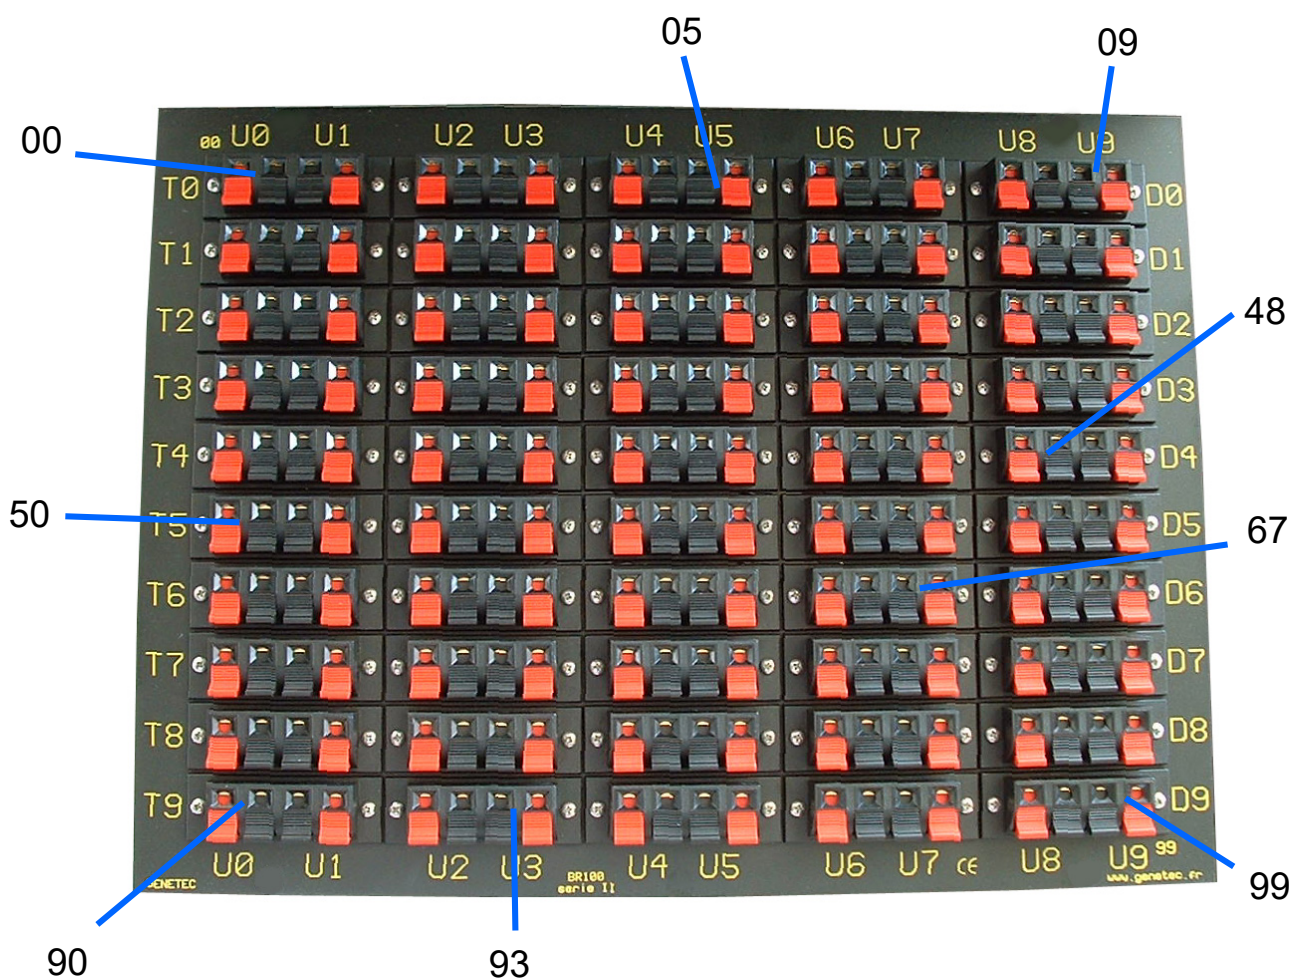 05
09
00
00 U0 U1 U2 U3 U4 U5 U6 U7 U8 U9
T0 D0
T1 D1
T2 D2
48
T3 D3
T4 D4
50
T5 D5
67
T6 D6
T7 D7
T8 D8
T9 D9
U0 U1 U2 U3 U4 U5 U6 U7 CE U8 U9 99
GENETEC
BR100
serie II
www.genetec.fr
99
90
93